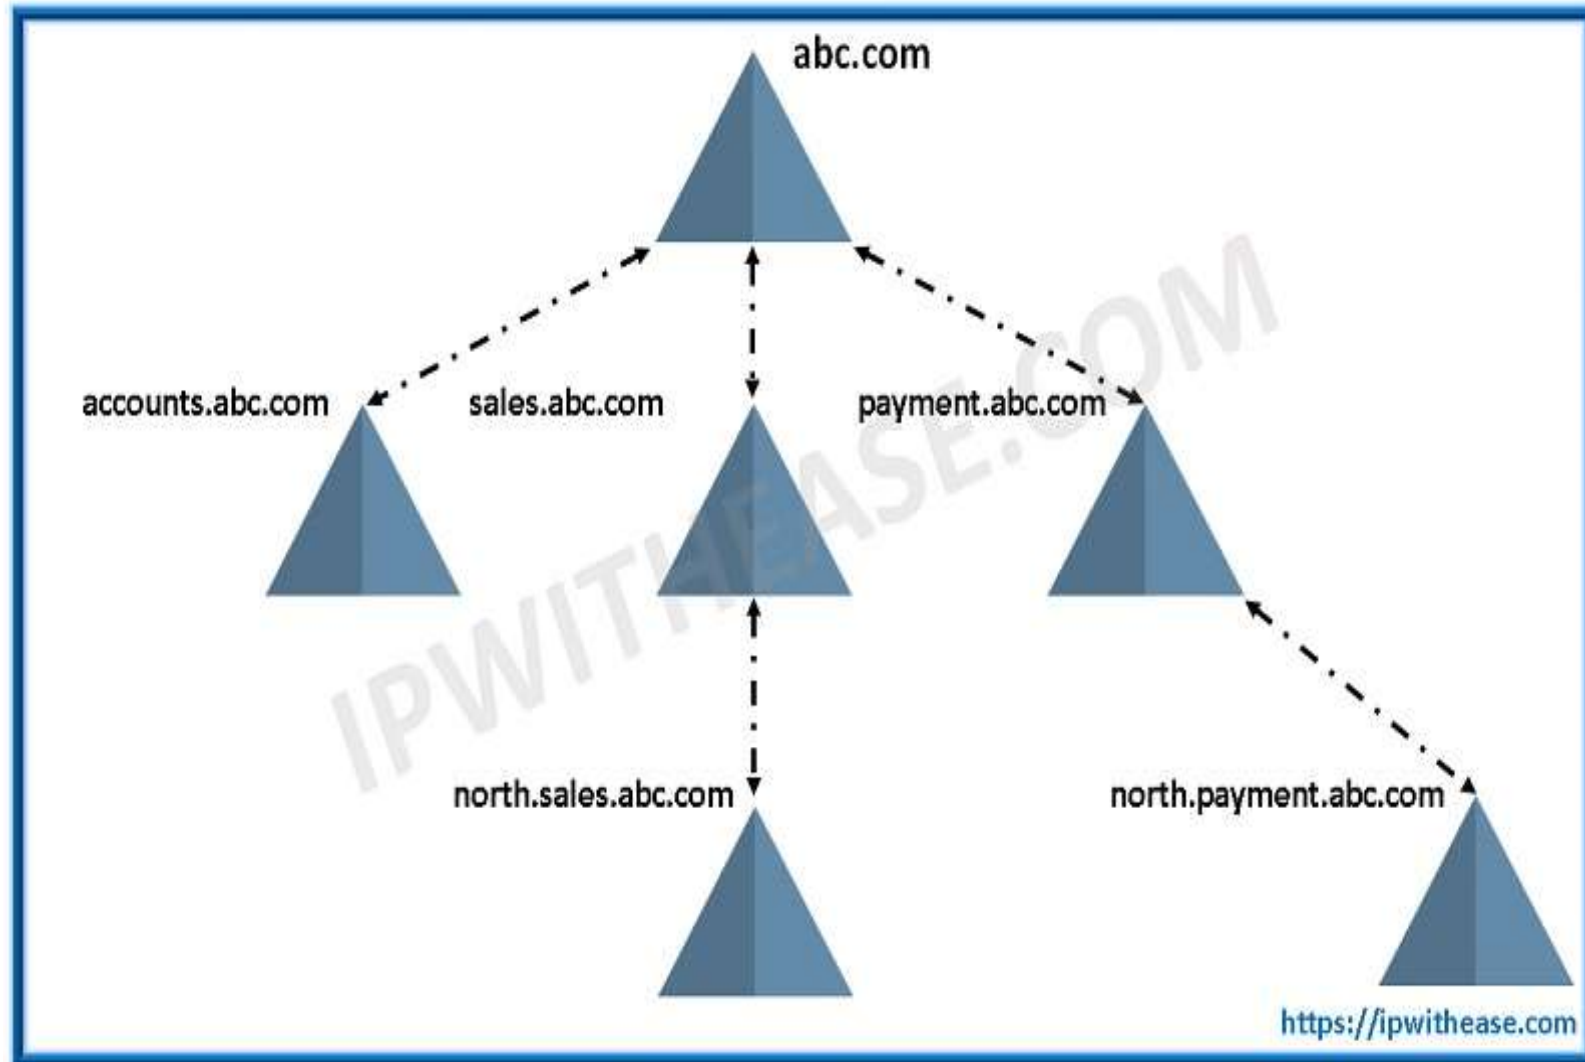 abc.com
accounts.abc.com
sales.abc.com
payment.abc.com
IPWITHEASE.COM
north.sales.abc.com
north.payment.abc.com
https://ipwithease.com